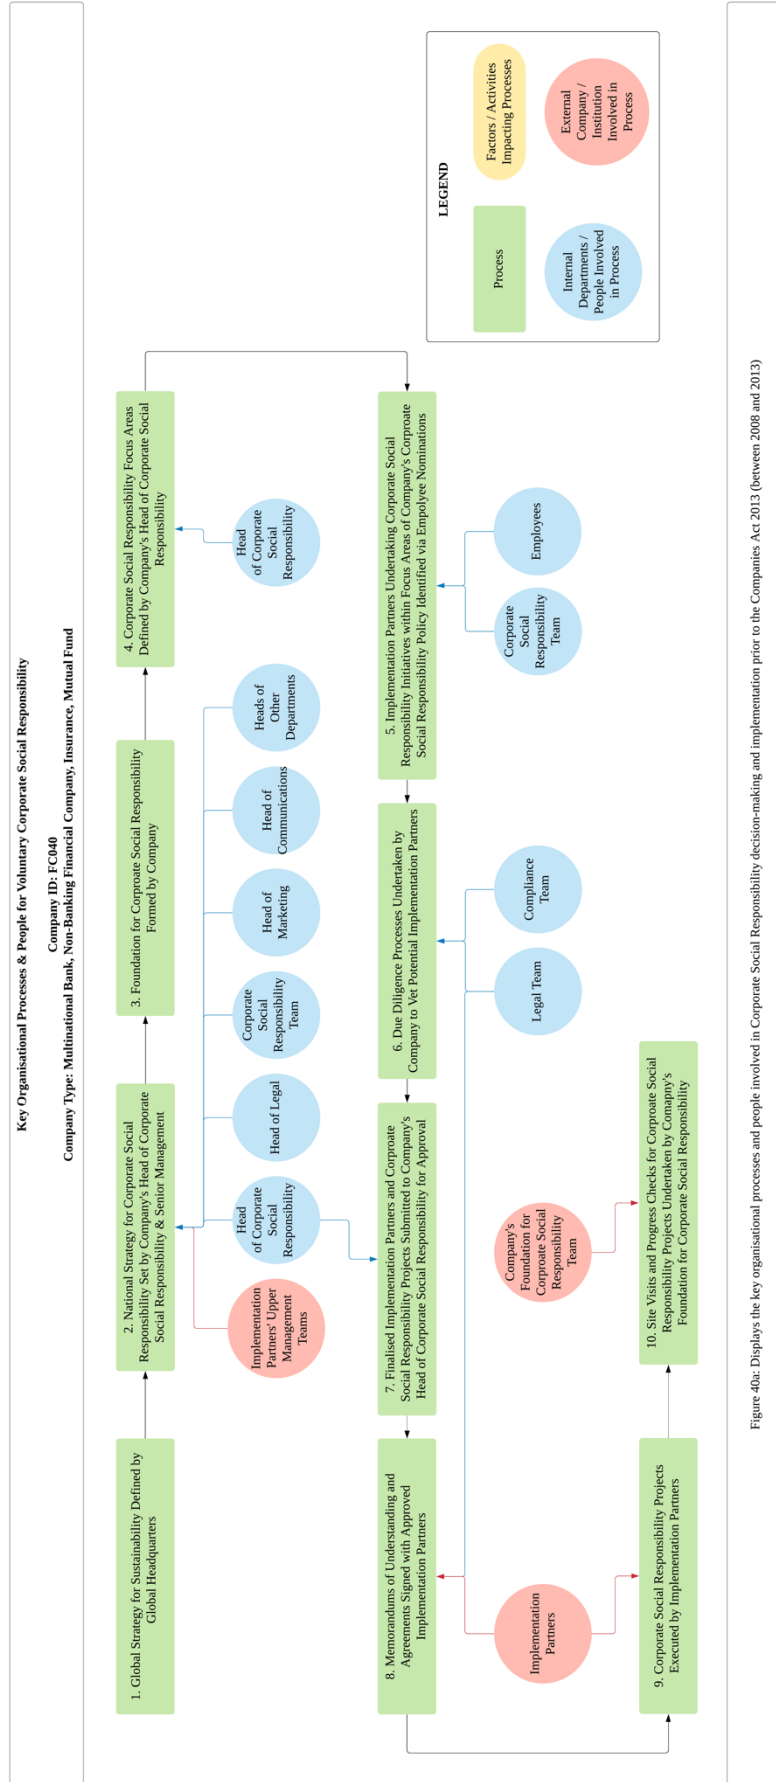 Key Organisational Processes & People for Voluntary Corporate Social Responsibility
Company ID: FC040
Company Type: Multinational Bank, Non-Banking Financial Company, Insurance, Mutual Fund
1. Global Strategy for Sustainability Defined by
Global Headquarters
2. National Strategy for Corporate Social
Responsibility Set by Company's Head of Corporate
Social Responsibility & Senior Management
3. Foundation for Corproate Social Responsibility
Formed by Company
4. Corporate Social Responsibility Focus Areas
Defined by Company's Head of Corporate Social
Responsibility
Implementation
Partners' Upper
Management
Teams
Head
of Corporate
Social
Responsibility
Head of Legal
Corporate
Social
Responsibility
Team
Head of
Marketing
Head of
Communications
Heads of
Other
Departments
Head
of Corporate
Social
Responsibility
8. Memorandums of Understanding and
Agreements Signed with Approved
Implementation Partners
7. Finalised Implementation Partners and Corproate
Social Responsibility Projects Submitted to Company's
Head of Corporate Social Responsibility for Approval
6. Due Diligence Processes Undertaken by
Company to Vet Potential Implementation Partners
5. Implementation Partners Undertaking Corporate Social
Responsibility Initiatives within Focus Areas of Company's Corproate
Social Responsibility Policy Identified via Empolyee Nominations
Implementation
Partners
Company's
Foundation for
Corproate Social
Responsibility
Team
Legal Team
Compliance
Team
Corporate
Social
Responsibility
Team
Employees
9. Corporate Social Responsibility Projects
Executed by Implementation Partners
10. Site Visits and Progress Checks for Corproate Social
Responsibility Projects Undertaken by Comapny's
Foundation for Corporate Social Responsibility
LEGEND
Process
Factors / Activities
Impacting Processes
Internal
Departments /
People Involved
in Process
External
Company /
Institution
Involved in
Process
Figure 40a: Displays the key organisational processes and people involved in Corporate Social Responsibility decision-making and implementation prior to the Companies Act 2013 (between 2008 and 2013)